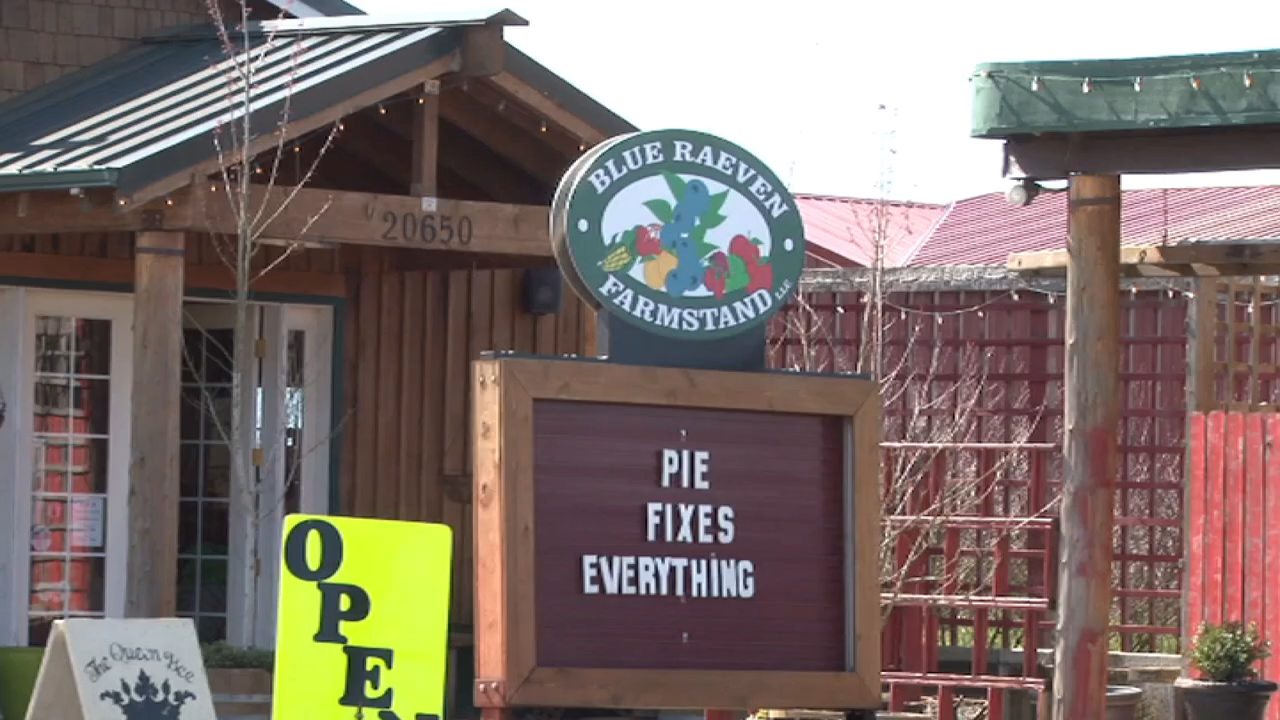 20650
BLUE RAEVEN
FARMSTAND LLC
PIE
FIXES
EVERYTHING
OPEN
The Queen Bee